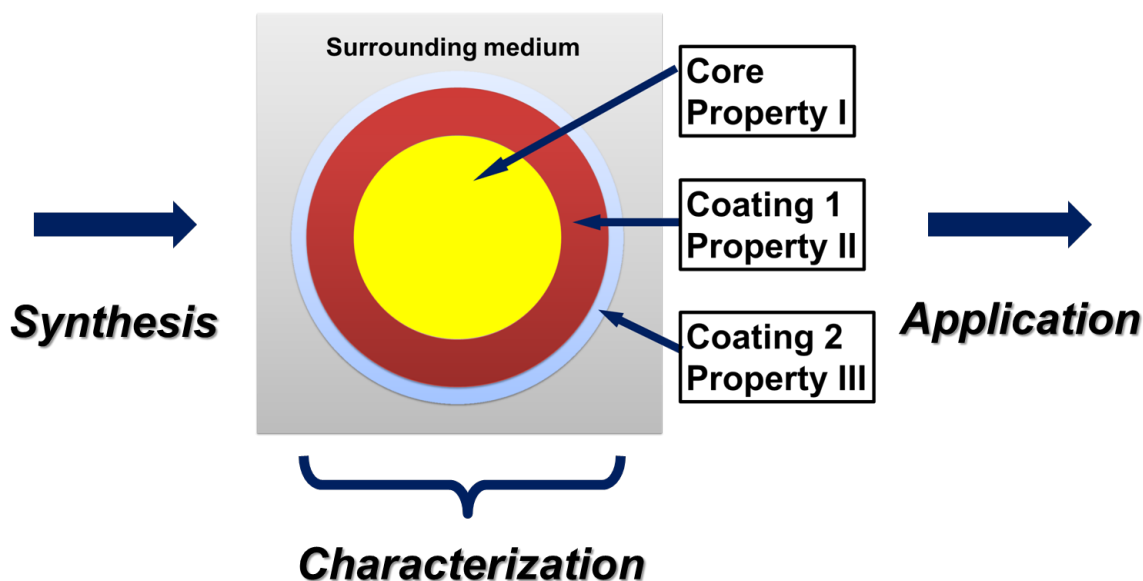 Surrounding medium
Core
Property I
Coating 1
Property II
Coating 2
Property III
Synthesis
Application
Characterization